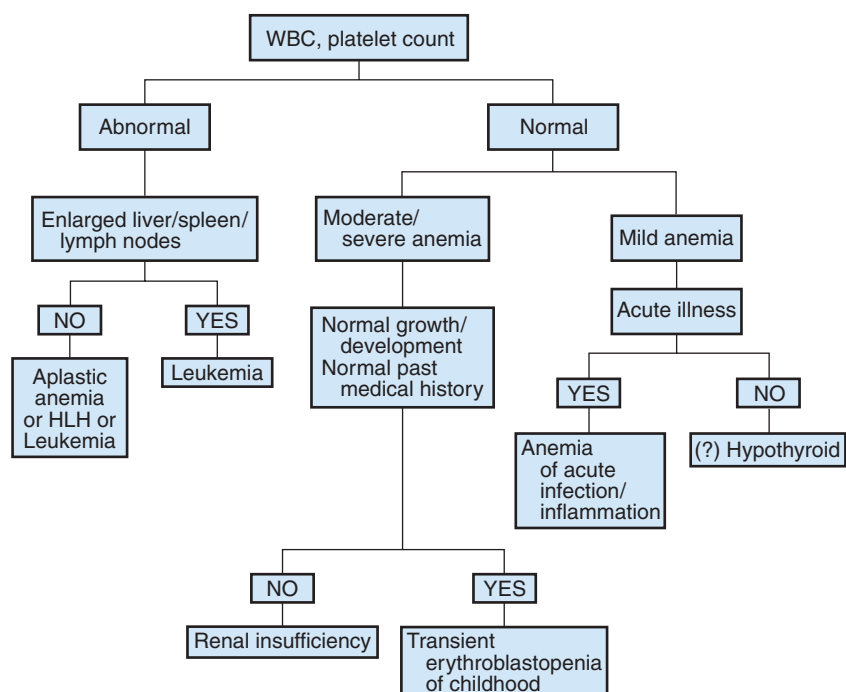 WBC, platelet count
Abnormal
Normal
Enlarged liver/spleen/
lymph nodes
Moderate/
severe anemia
Mild anemia
NO
YES
Normal growth/
development
Normal past
medical history
Acute illness
Aplastic
anemia
or HLH or
Leukemia
Leukemia
YES
NO
Anemia
of acute
infection/
inflammation
(?) Hypothyroid
NO
YES
Renal insufficiency
Transient
erythroblastopenia
of childhood